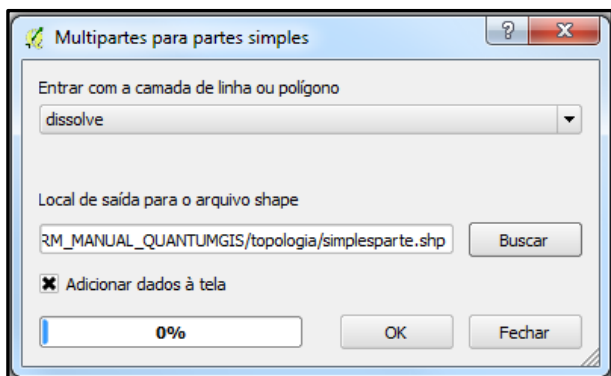 Multipartes para partes simples
Entrar com a camada de linha ou polígono
dissolve
Local de saída para o arquivo shape
RM_MANUAL_QUANTUMGIS/topologia/simplesparte.shp
Buscar
Adicionar dados à tela
0%
OK
Fechar